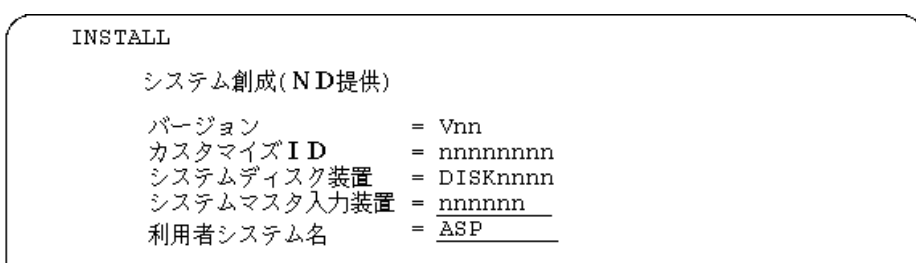 INSTALL
システム創成(ND提供)
バージョン = Vnn
カスタマイズID = nnnnnnnn
システムディスク装置 = DISKnnnn
システムマスタ入力装置 = nnnnnn
利用者システム名 = ASP